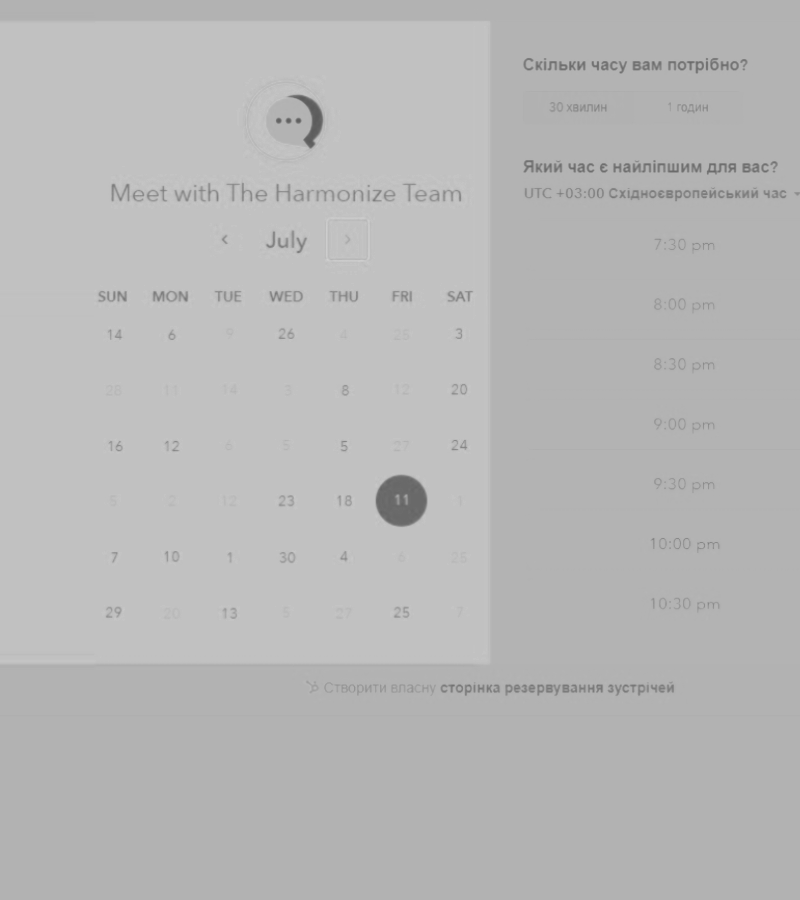 Meet with The Harmonize Team
July
SUN MON TUE WED THU FRI SAT
14 6 9 26 4 25 3
28 11 14 3 8 12 20
16 12 6 5 5 27 24
5 2 12 23 18 11 1
7 10 1 30 4 6 25
29 20 13 5 27 25 7
Скільки часу вам потрібно?
30 хвилин 1 годин
Який час є найліпшим для вас?
UTC +03:00 Східноєвропейський час
7:30 pm
8:00 pm
8:30 pm
9:00 pm
9:30 pm
10:00 pm
10:30 pm
Створити власну сторінка резервування зустрічей